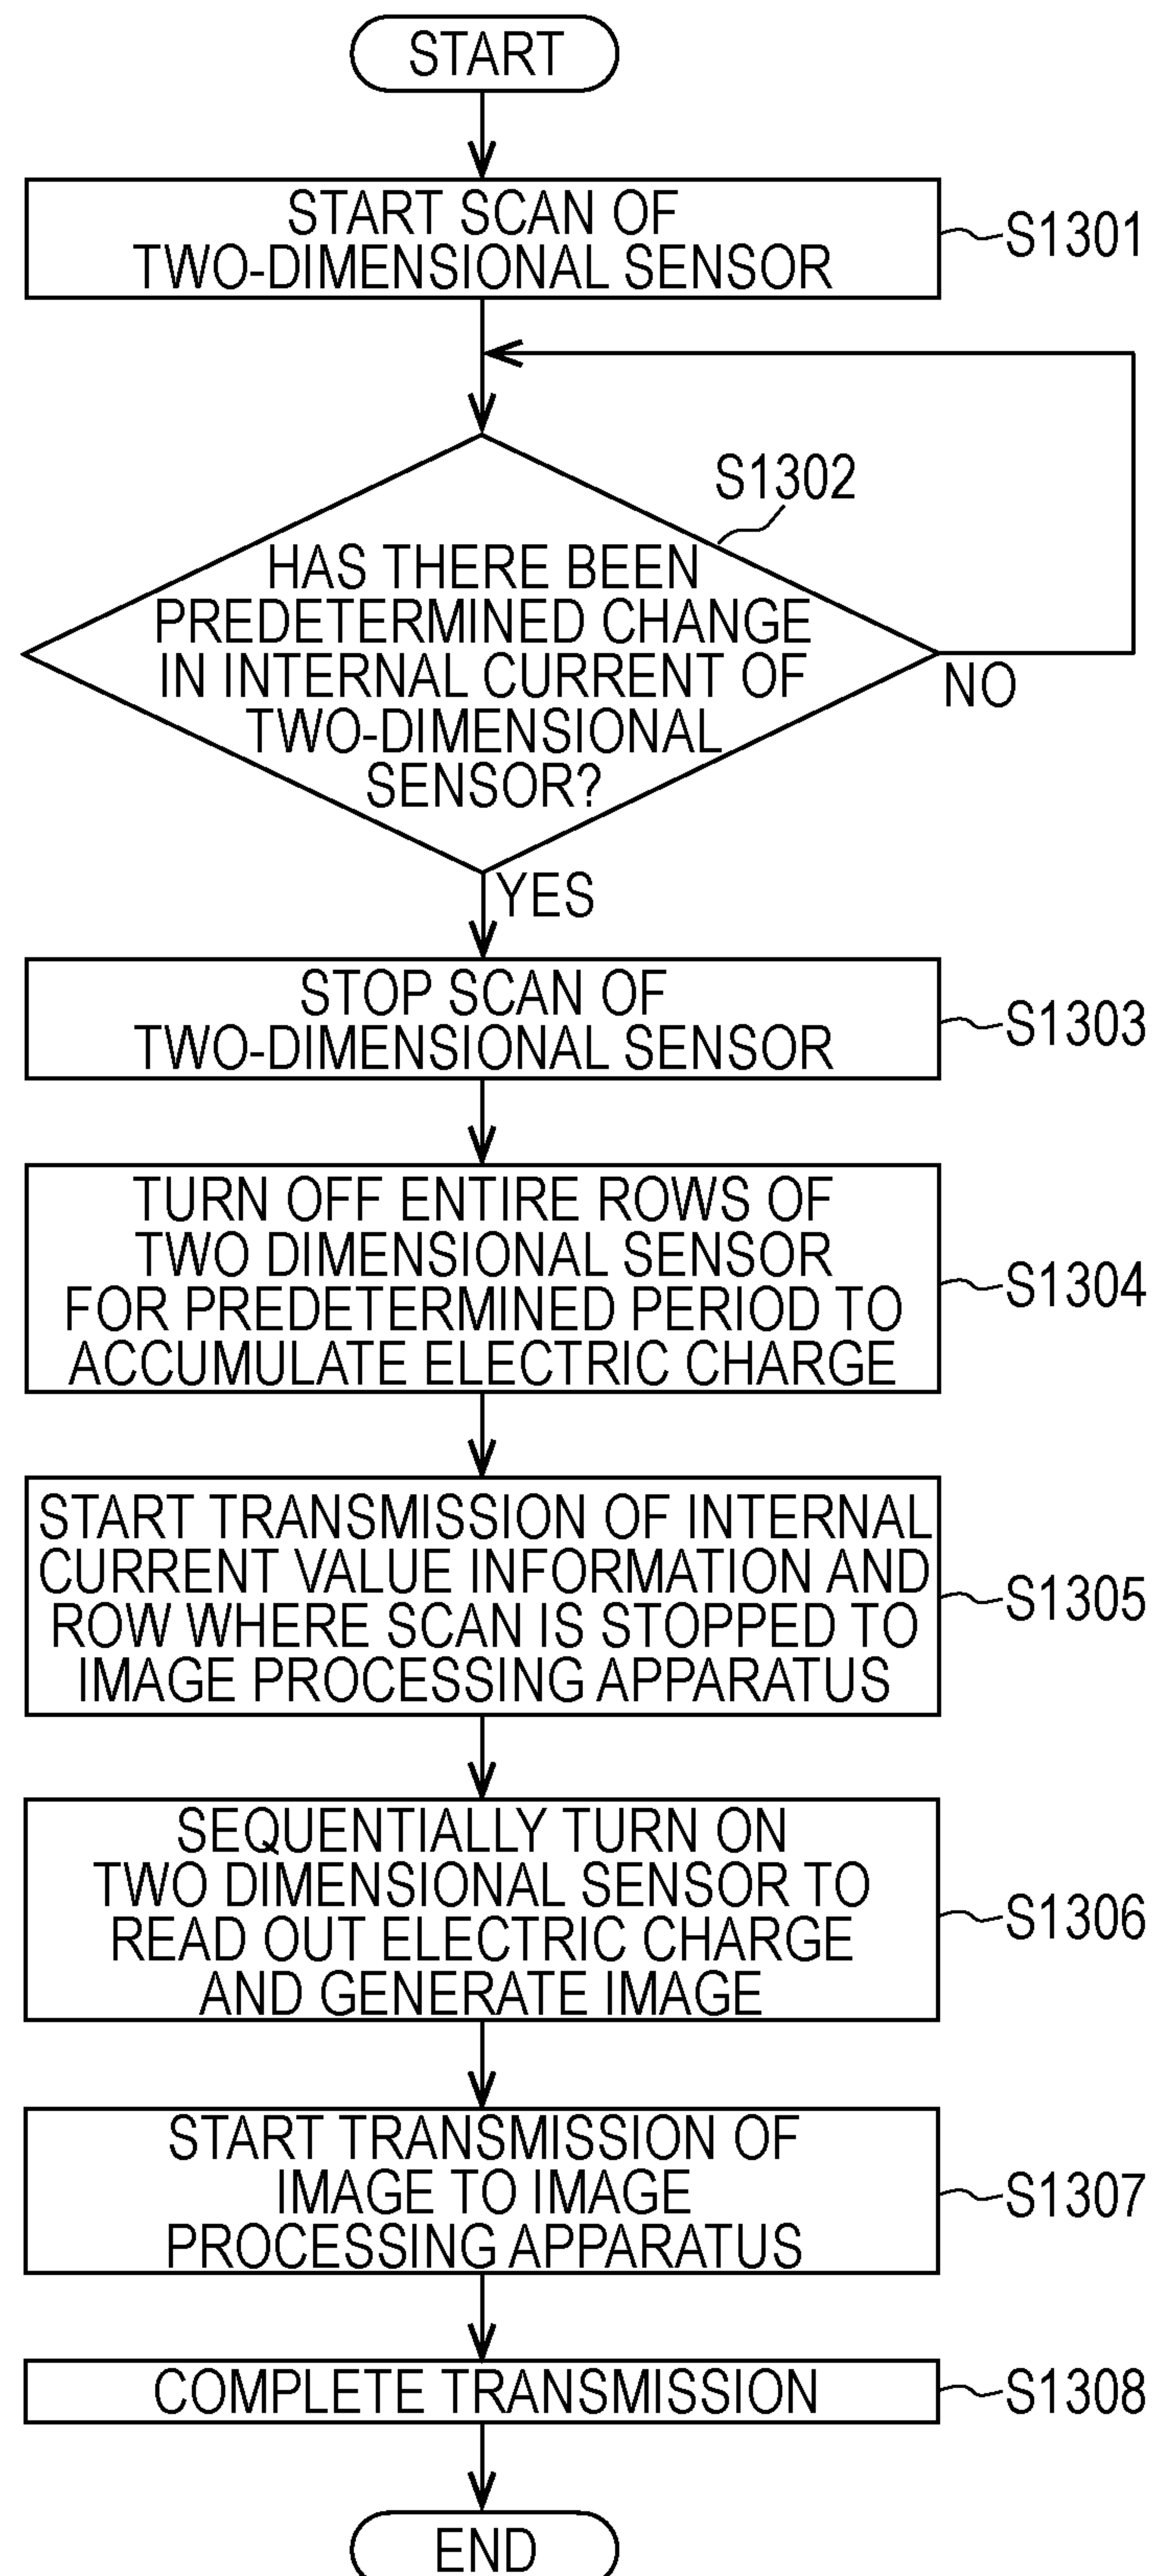 START
START SCAN OF
TWO-DIMENSIONAL SENSOR
S1301
S1302
HAS THERE BEEN
PREDETERMINED CHANGE
IN INTERNAL CURRENT OF
TWO-DIMENSIONAL
SENSOR?
NO
YES
STOP SCAN OF
TWO-DIMENSIONAL SENSOR
S1303
TURN OFF ENTIRE ROWS OF
TWO DIMENSIONAL SENSOR
FOR PREDETERMINED PERIOD TO
ACCUMULATE ELECTRIC CHARGE
S1304
START TRANSMISSION OF INTERNAL
CURRENT VALUE INFORMATION AND
ROW WHERE SCAN IS STOPPED TO
IMAGE PROCESSING APPARATUS
S1305
SEQUENTIALLY TURN ON
TWO DIMENSIONAL SENSOR TO
READ OUT ELECTRIC CHARGE
AND GENERATE IMAGE
S1306
START TRANSMISSION OF
IMAGE TO IMAGE
PROCESSING APPARATUS
S1307
COMPLETE TRANSMISSION
S1308
END